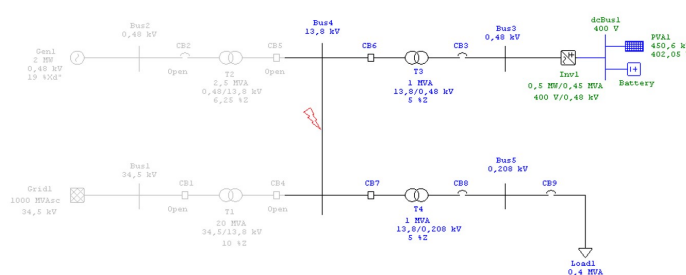 Gen1
2 MW
0,48 kV
19 %Xd"
Bus2
0,48 kV
CB2
Open
T2
2,5 MVA
0,48/13,8 kV
6,25 %Z
CB5
Open
Bus4
13,8 kV
CB6
T3
1 MVA
13,8/0,48 kV
5 %Z
CB3
Bus3
0,48 kV
Inv1
0,5 MW/0,45 MVA
400 V/0,48 kV
dcBus1
400 V
PVA1
450,6 k
402,05
Battery
Grid1
1000 MVAsc
34,5 kV
Bus1
34,5 kV
CB1
Open
T1
20 MVA
34,5/13,8 kV
10 %Z
CB4
Open
CB7
T4
1 MVA
13,8/0,208 kV
5 %Z
CB8
Bus5
0,208 kV
CB9
Load1
0,4 MVA